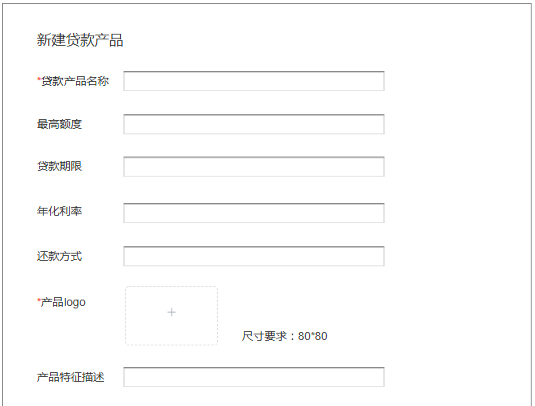 新建贷款产品
*贷款产品名称
最高额度
贷款期限
年化利率
还款方式
*产品logo
+
尺寸要求：80*80
产品特征描述